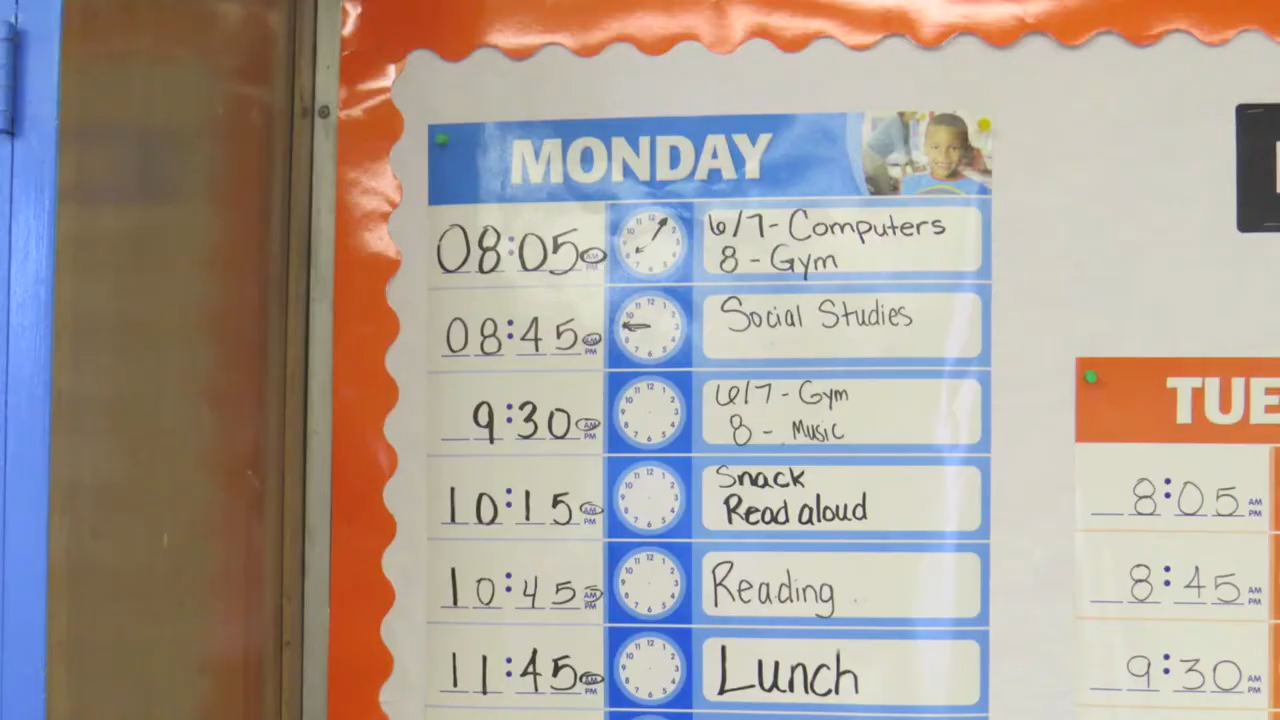 MONDAY
08:05 AM PM
6/7- Computers
8 - Gym
08:45 AM PM
Social Studies
9:30 AM PM
6/7 - Gym
8 - Music
10:15 AM PM
Snack
Read aloud
10:45 AM PM
Reading
11:45 AM PM
Lunch
TUE
8:05 AM PM
8:45 AM PM
9:30 AM PM